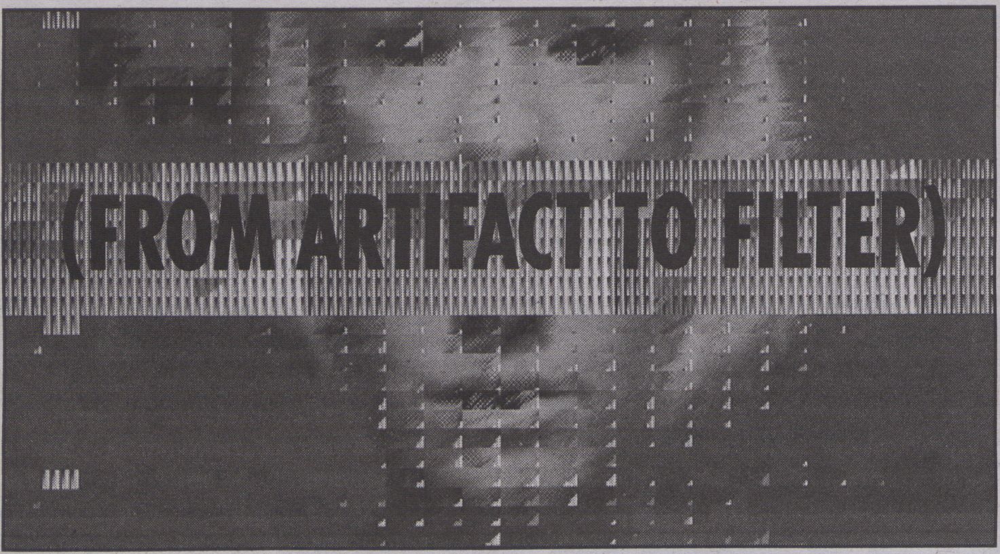 (FROM ARTIFACT TO FILTER)